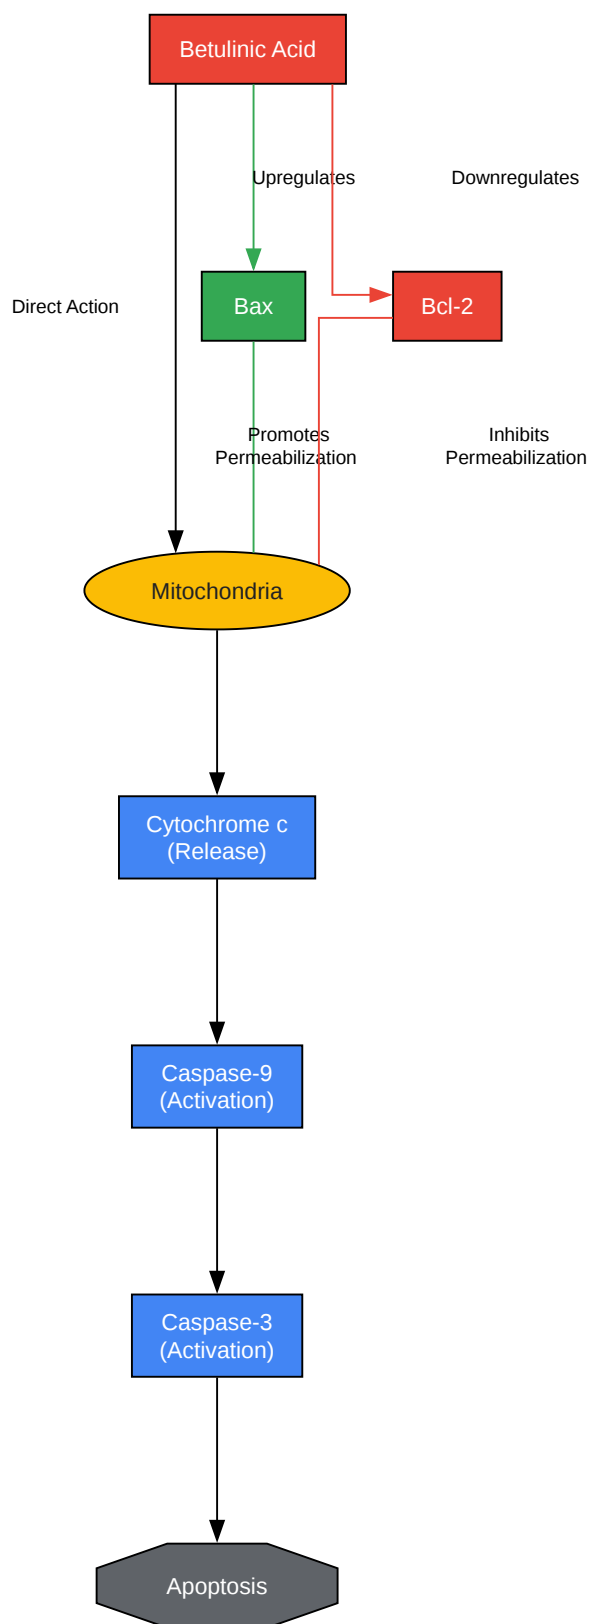 Betulinic Acid
Upregulates
Downregulates
Direct Action
Bax
Bcl-2
Promotes
Permeabilization
Inhibits
Permeabilization
Mitochondria
Cytochrome c
(Release)
Caspase-9
(Activation)
Caspase-3
(Activation)
Apoptosis